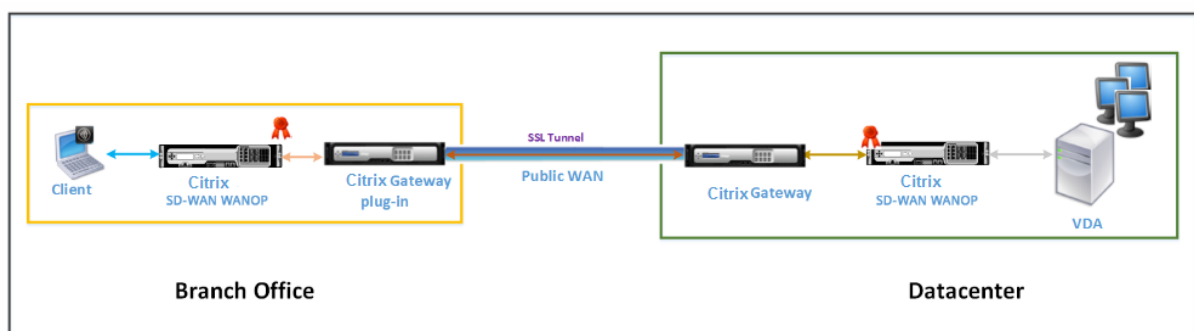 SSL Tunnel
Client
Citrix
SD-WAN WANOP
Citrix Gateway
plug-in
Public WAN
Citrix Gateway
Citrix
SD-WAN WANOP
VDA
Branch Office
Datacenter